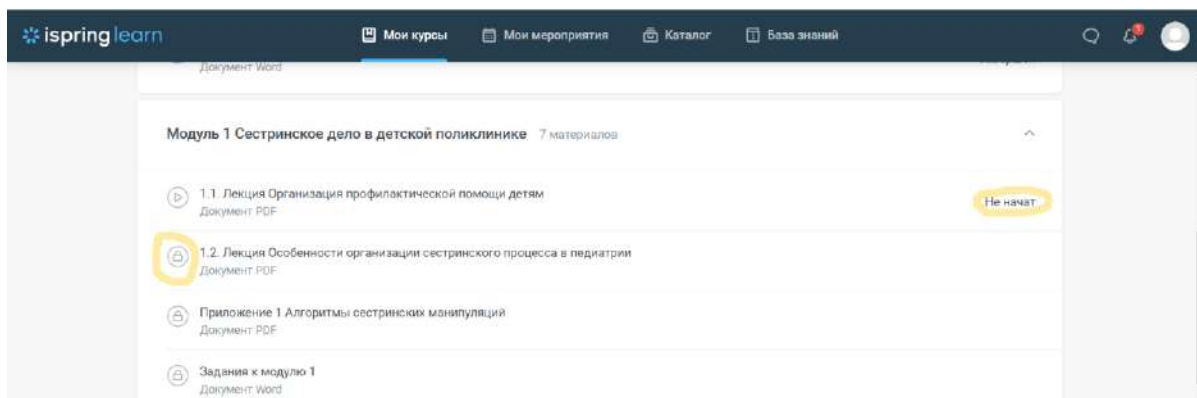 ispring learn
Мои курсы
Мои мероприятия
Каталог
База знаний
Документ Word
Модуль 1 Сестринское дело в детской поликлинике 7 материалов
1.1. Лекция Организация профилактической помощи детям
Документ PDF
Не начат
1.2. Лекция Особенности организации сестринского процесса в педиатрии
Документ PDF
Приложение 1 Алгоритмы сестринских манипуляций
Документ PDF
Задания к модулю 1
Документ Word